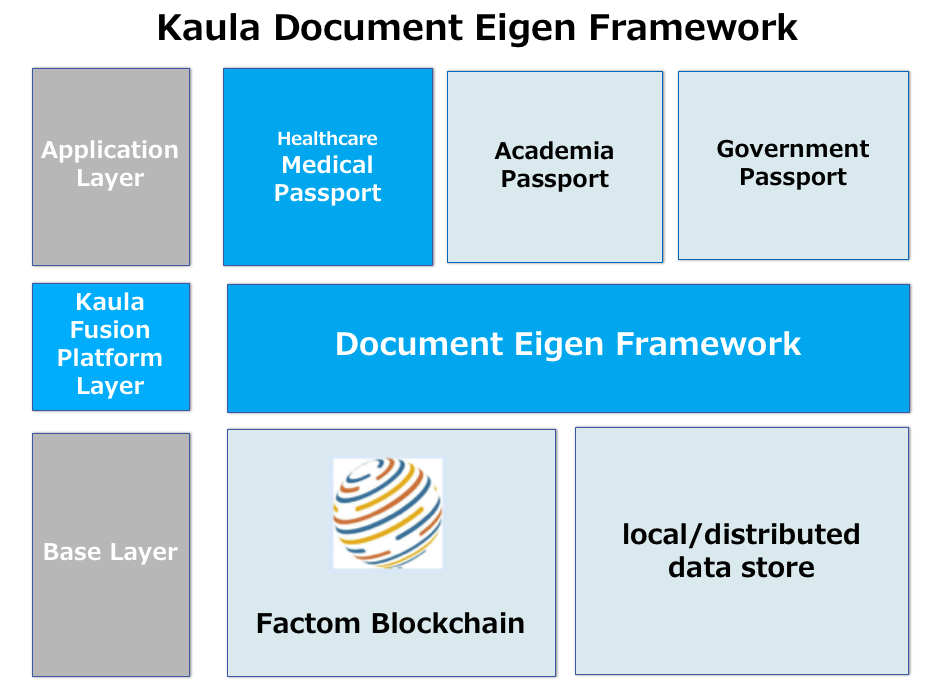 Kaula Document Eigen Framework
Application
Layer
Healthcare
Medical
Passport
Academia
Passport
Government
Passport
Kaula
Fusion
Platform
Layer
Document Eigen Framework
Base Layer
Factom Blockchain
local/distributed
data store